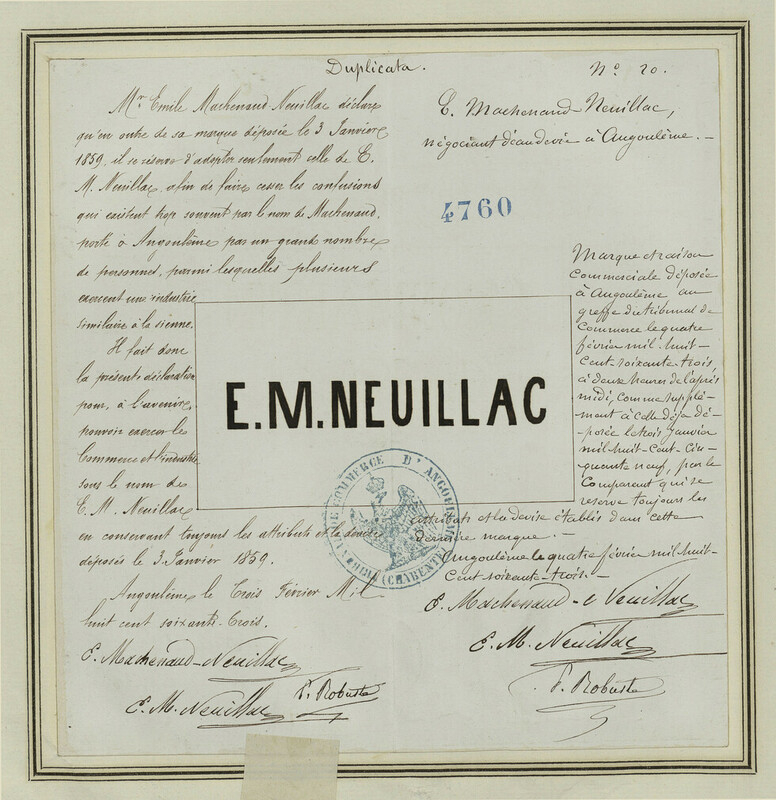 Duplicata.
Nº 20.
Mr Emile Machenaud-Neuillac déclare
qu'en outre de sa marque déposée le 3 Janvier
1859, il se réserve d'adopter seulement celle de E.
M. Neuillac, afin de faire cesser les confusions
qui existent trop souvent par le nom de Machenaud,
porté à Angoulême par un grand nombre
de personnes, parmi lesquelles plusieurs
exercent une industrie
similaire à la sienne.
Il fait donc
la présente déclaration
pour, à l'avenir,
pouvoir exercer le
Commerce et l'industrie
sous le nom de
E. M. Neuillac
en conservant toujours les attributs et la devise
déposés le 3 Janvier 1859.
Angoulême le Trois Février Mil
huit cent soixante-trois.
E. Machenaud-Neuillac
E. M. Neuillac
F. Robuste
E. Machenaud-Neuillac,
négociant d'eau de vie à Angoulême.-
4760
Marque et raison
Commerciale déposée
à Angoulême au
greffe du tribunal de
Commerce le quatre
février mil-huit-
Cent-soixante-trois,
à deux heures de l'après
midi, comme supplé-
ment à celle déjà dé-
posée le trois janvier
mil-huit-Cent-Cin-
quante neuf, par le
Comparant qui se
réserve toujours les
attributs et la devise établis dans cette
dernière marque.-
Angoulême le quatre février mil huit-
Cent soixante-trois.-
E. Machenaud-Neuillac
E. M. Neuillac
F. Robuste
E.M.NEUILLAC
DE COMMERCE D'ANGOULÊME
(CHARENTE)